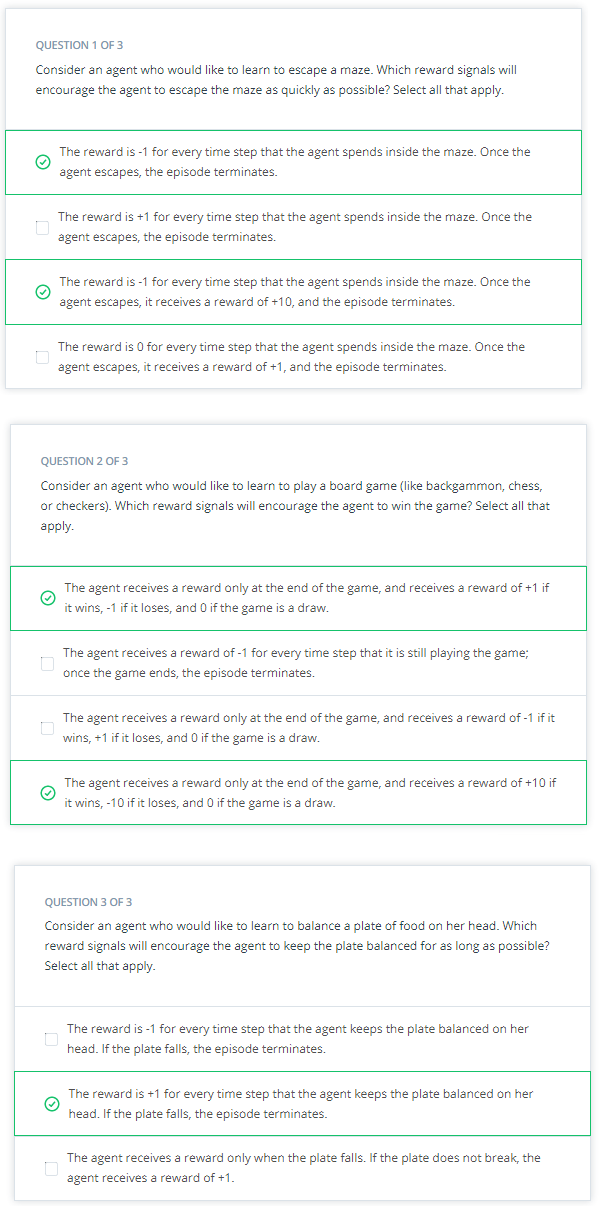 QUESTION 1 OF 3
Consider an agent who would like to learn to escape a maze. Which reward signals will
encourage the agent to escape the maze as quickly as possible? Select all that apply.
The reward is -1 for every time step that the agent spends inside the maze. Once the
agent escapes, the episode terminates.
The reward is +1 for every time step that the agent spends inside the maze. Once the
agent escapes, the episode terminates.
The reward is -1 for every time step that the agent spends inside the maze. Once the
agent escapes, it receives a reward of +10, and the episode terminates.
The reward is 0 for every time step that the agent spends inside the maze. Once the
agent escapes, it receives a reward of +1, and the episode terminates.
QUESTION 2 OF 3
Consider an agent who would like to learn to play a board game (like backgammon, chess,
or checkers). Which reward signals will encourage the agent to win the game? Select all that
apply.
The agent receives a reward only at the end of the game, and receives a reward of +1 if
it wins, -1 if it loses, and 0 if the game is a draw.
The agent receives a reward of -1 for every time step that it is still playing the game;
once the game ends, the episode terminates.
The agent receives a reward only at the end of the game, and receives a reward of -1 if it
wins, +1 if it loses, and 0 if the game is a draw.
The agent receives a reward only at the end of the game, and receives a reward of +10 if
it wins, -10 if it loses, and 0 if the game is a draw.
QUESTION 3 OF 3
Consider an agent who would like to learn to balance a plate of food on her head. Which
reward signals will encourage the agent to keep the plate balanced for as long as possible?
Select all that apply.
The reward is -1 for every time step that the agent keeps the plate balanced on her
head. If the plate falls, the episode terminates.
The reward is +1 for every time step that the agent keeps the plate balanced on her
head. If the plate falls, the episode terminates.
The agent receives a reward only when the plate falls. If the plate does not break, the
agent receives a reward of +1.